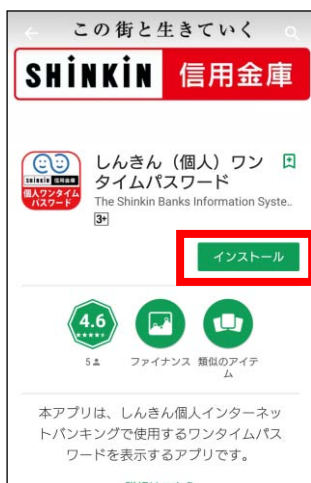 この街と生きていく
SHiNKiN 信用金庫
しんきん（個人）ワン
タイムパスワード
The Shinkin Banks Information Syste..
3+
SHiNKiN 信用金庫
個人ワンタイム
パスワード
インストール
4.6
5
ファイナンス
類似のアイテ
ム
本アプリは、しんきん個人インターネッ
トバンキングで使用するワンタイムパス
ワードを表示するアプリです。